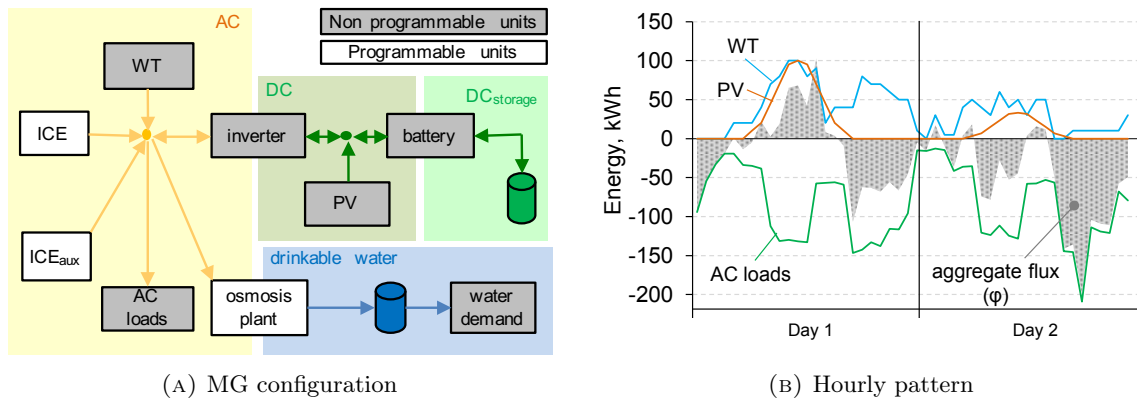 AC
Non programmable units
Programmable units
WT
DC
DCstorage
ICE
inverter
battery
PV
ICEaux
AC
loads
drinkable water
osmosis
plant
water
demand
(A) MG configuration
Energy, kWh
150
100
50
0
-50
-100
-150
-200
WT
PV
AC loads
aggregate flux
(φ)
Day 1
Day 2
(B) Hourly pattern